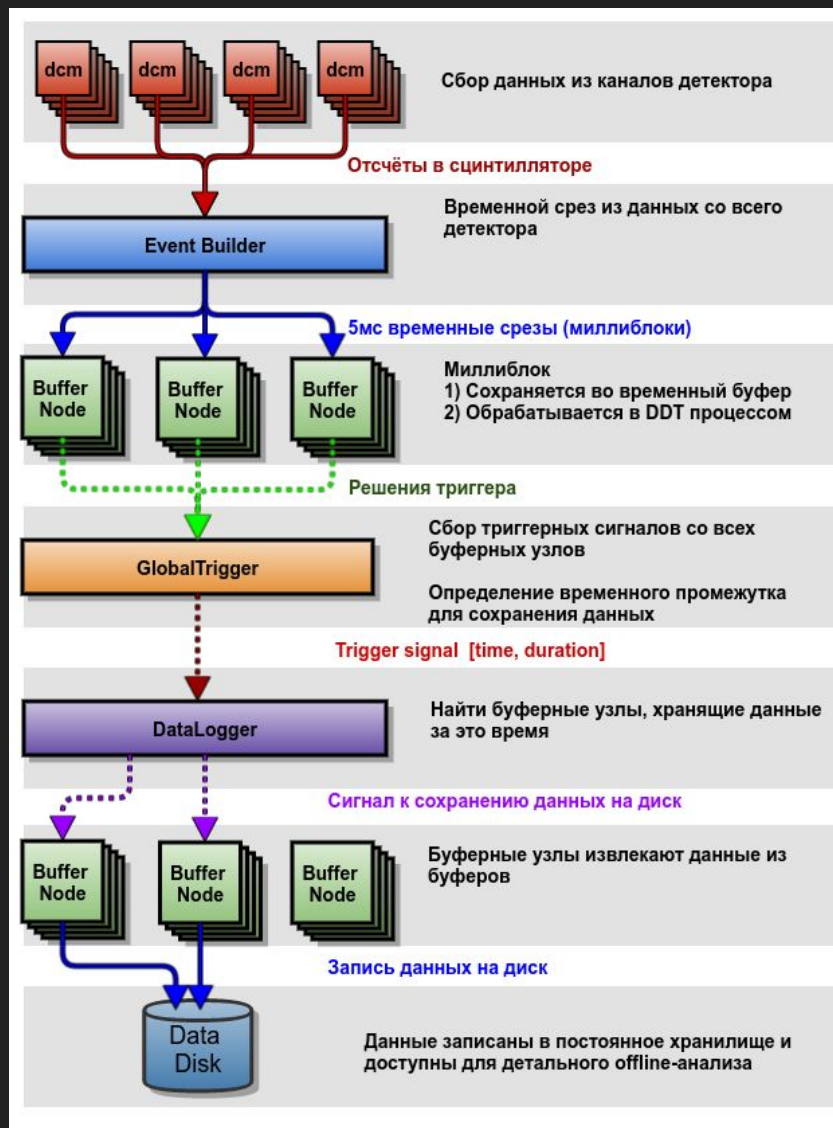 dcm
dcm
dcm
dcm
Сбор данных из каналов детектора
Отсчёты в сцинтилляторе
Event Builder
Временной срез из данных со всего
детектора
5мс временные срезы (миллиблоки)
Buffer
Node
Buffer
Node
Buffer
Node
Миллиблок
1) Сохраняется во временный буфер
2) Обрабатывается в DDT процессом
Решения триггера
GlobalTrigger
Сбор триггерных сигналов со всех
буферных узлов
Определение временного промежутка
для сохранения данных
Trigger signal [time, duration]
DataLogger
Найти буферные узлы, хранящие данные
за это время
Сигнал к сохранению данных на диск
Buffer
Node
Buffer
Node
Buffer
Node
Буферные узлы извлекают данные из
буферов
Запись данных на диск
Data
Disk
Данные записаны в постоянное хранилище и
доступны для детального offline-анализа